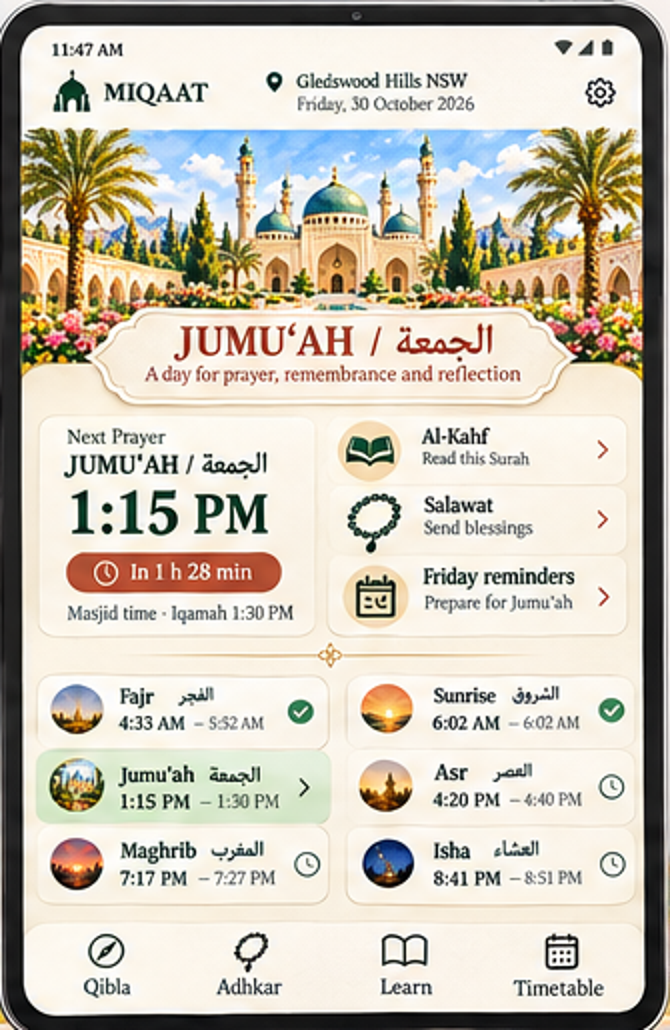 11:47 AM
MIQAAT
Gledswood Hills NSW
Friday, 30 October 2026
JUMU‘AH / الجمعة
A day for prayer, remembrance and reflection
Next Prayer
JUMU'AH / الجمعة
1:15 PM
In 1 h 28 min
Masjid time · Iqamah 1:30 PM
Al-Kahf
Read this Surah
Salawat
Send blessings
Friday reminders
Prepare for Jumu'ah
Fajr الفجر
4:33 AM – 5:52 AM
Sunrise الشروق
6:02 AM – 6:02 AM
Jumu'ah الجمعة
1:15 PM – 1:30 PM
Asr العصر
4:20 PM – 4:40 PM
Maghrib المغرب
7:17 PM – 7:27 PM
Isha العشاء
8:41 PM – 8:51 PM
Qibla
Adhkar
Learn
Timetable